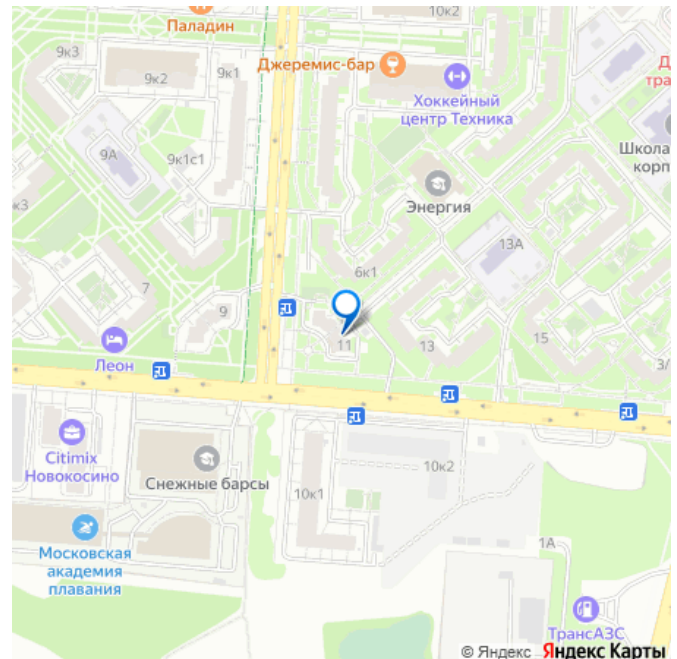 Паладин
10к2
9к3
9к2
9к1
Джеремис-бар
Хоккейный
центр Техника
Д
тра
Школа
корп
9А
9к1с1
Энергия
к3
13А
6к1
7
9
11
13
15
3/
Леон
Citimix
Новокосино
Снежные барсы
10к1
10к2
Московская
академия
плавания
1А
ТрансАЗС
© Яндекс Яндекс Карты